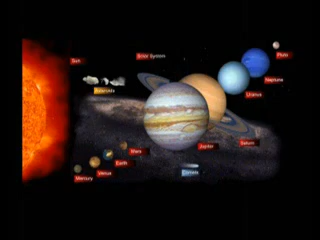 Sun
Solar System
Pluto
Neptune
Asteroids
Uranus
Mars
Jupiter
Saturn
Earth
Venus
Comets
Mercury